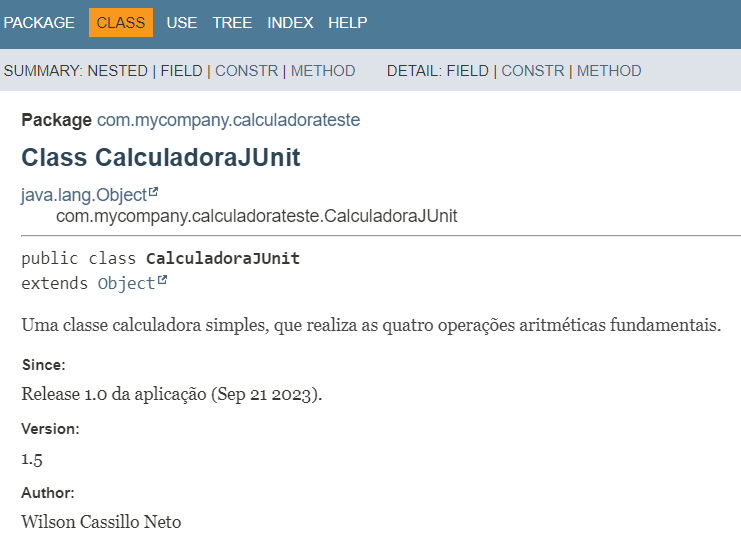 PACKAGE CLASS USE TREE INDEX HELP
SUMMARY: NESTED | FIELD | CONSTR | METHOD DETAIL: FIELD | CONSTR | METHOD
Package com.mycompany.calculadorateste
Class CalculadoraJUnit
java.lang.Object
com.mycompany.calculadorateste.CalculadoraJUnit
public class CalculadoraJUnit
extends Object
Uma classe calculadora simples, que realiza as quatro operações aritméticas fundamentais.
Since:
Release 1.0 da aplicação (Sep 21 2023).
Version:
1.5
Author:
Wilson Cassillo Neto